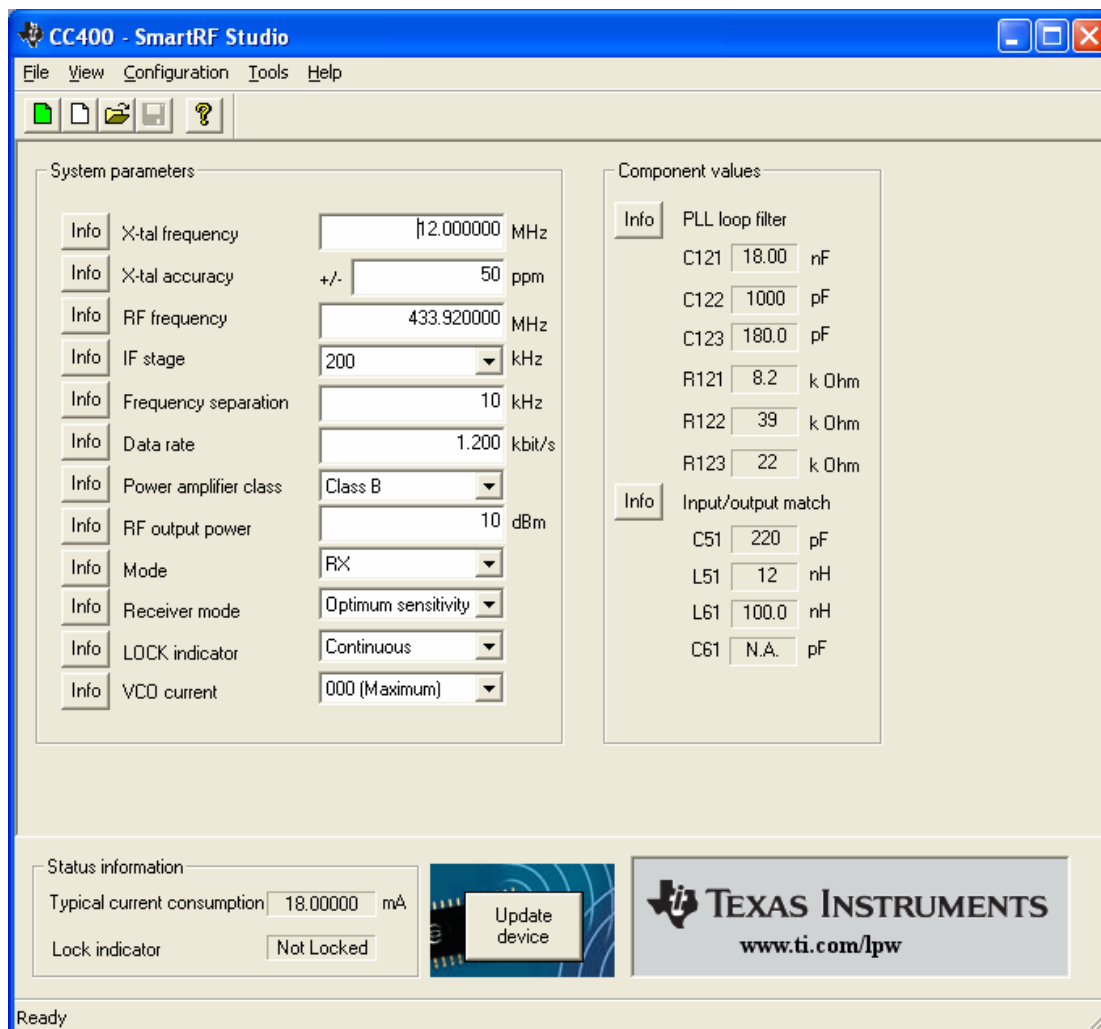 CC400 - SmartRF Studio
File View Configuration Tools Help
System parameters
Info X-tal frequency 12.000000 MHz
Info X-tal accuracy +/- 50 ppm
Info RF frequency 433.920000 MHz
Info IF stage 200 kHz
Info Frequency separation 10 kHz
Info Data rate 1.200 kbit/s
Info Power amplifier class Class B
Info RF output power 10 dBm
Info Mode RX
Info Receiver mode Optimum sensitivity
Info LOCK indicator Continuous
Info VCO current 000 (Maximum)
Component values
Info PLL loop filter
C121 18.00 nF
C122 1000 pF
C123 180.0 pF
R121 8.2 k Ohm
R122 39 k Ohm
R123 22 k Ohm
Info Input/output match
C51 220 pF
L51 12 nH
L61 100.0 nH
C61 N.A. pF
Status information
Typical current consumption 18.00000 mA
Lock indicator Not Locked
Update
device
TEXAS INSTRUMENTS
www.ti.com/lpw
Ready